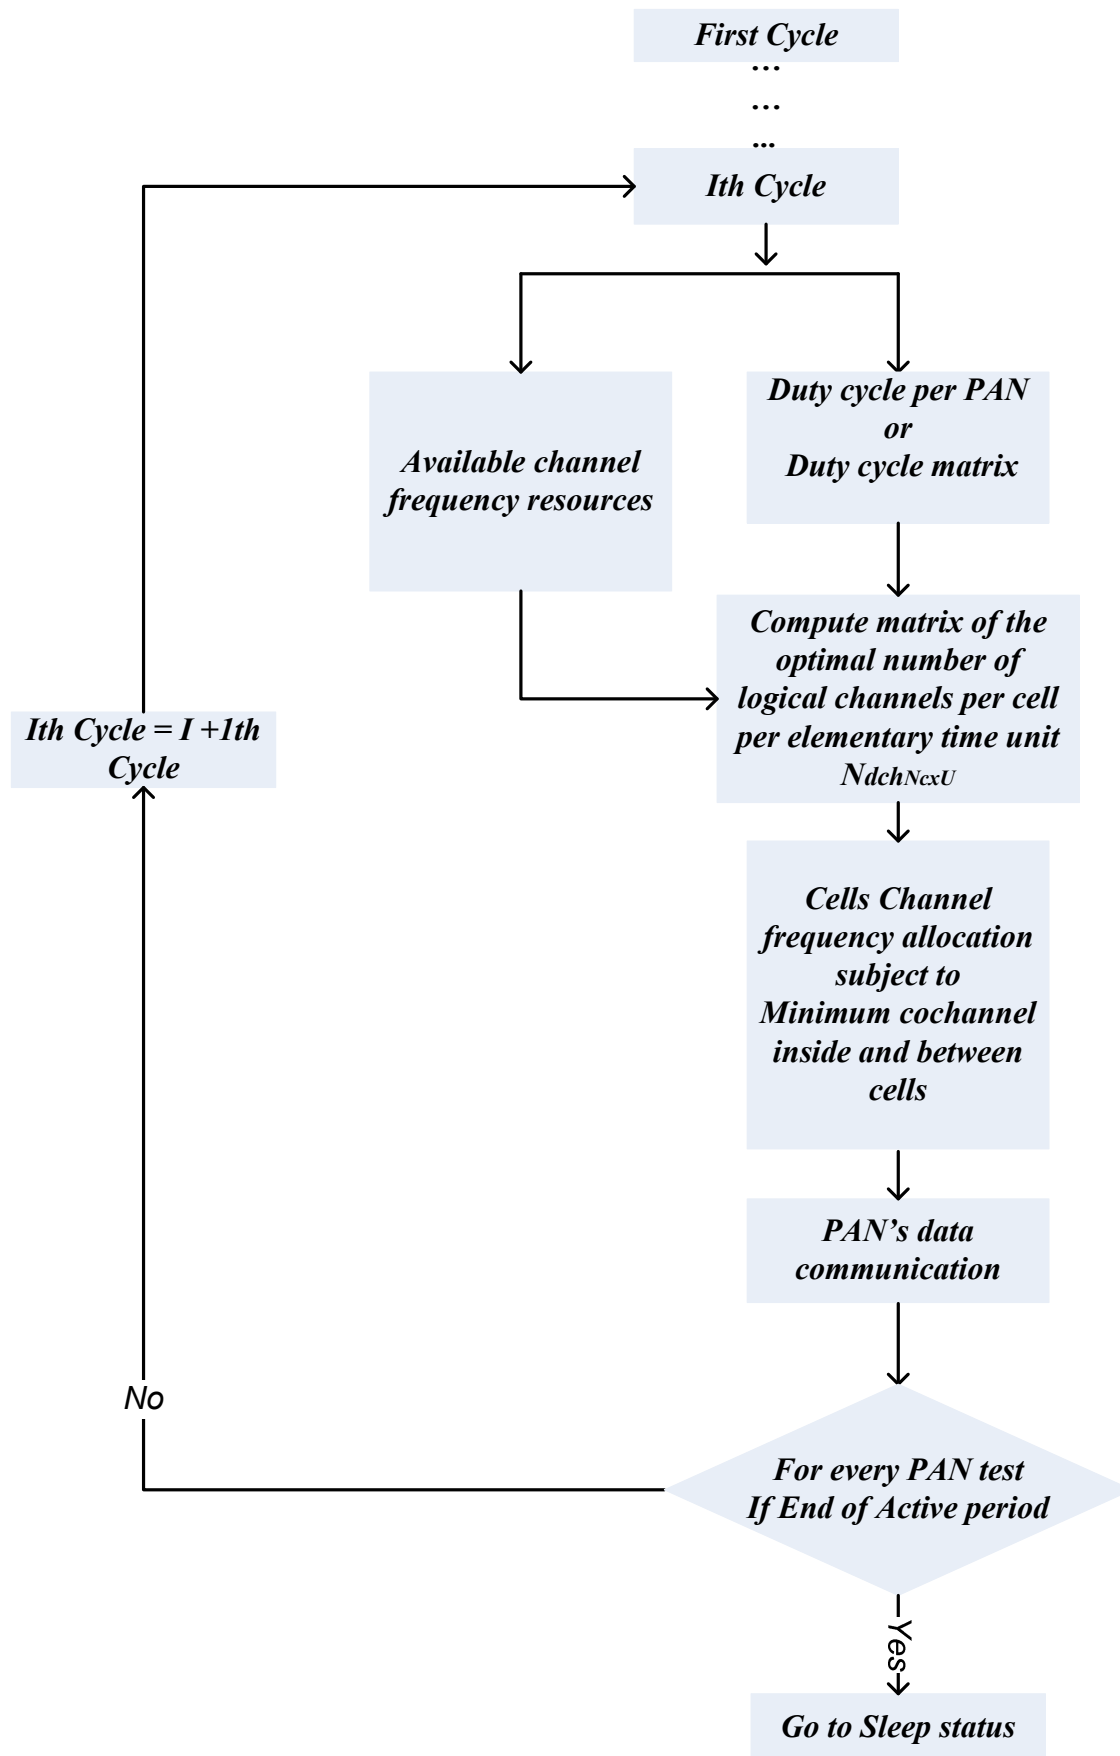 First Cycle
...
...
...
Ith Cycle
Available channel
frequency resources
Duty cycle per PAN
or
Duty cycle matrix
Compute matrix of the
optimal number of
logical channels per cell
per elementary time unit
NdchNcxU
Ith Cycle = I +1th
Cycle
Cells Channel
frequency allocation
subject to
Minimum cochannel
inside and between
cells
PAN’s data
communication
No
For every PAN test
If End of Active period
Yes
Go to Sleep status